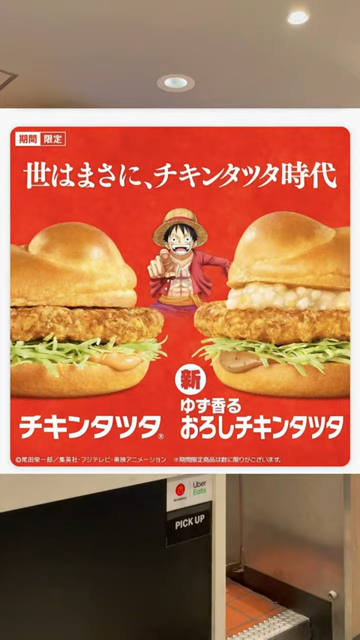 期間限定
世はまさに、チキンタツタ時代
チキンタツタ®
新
ゆず香る
おろしチキンタツタ
©尾田栄一郎／集英社・フジテレビ・東映アニメーション ※期間限定商品は数に限りがございます。
Uber
Eats
PICK UP